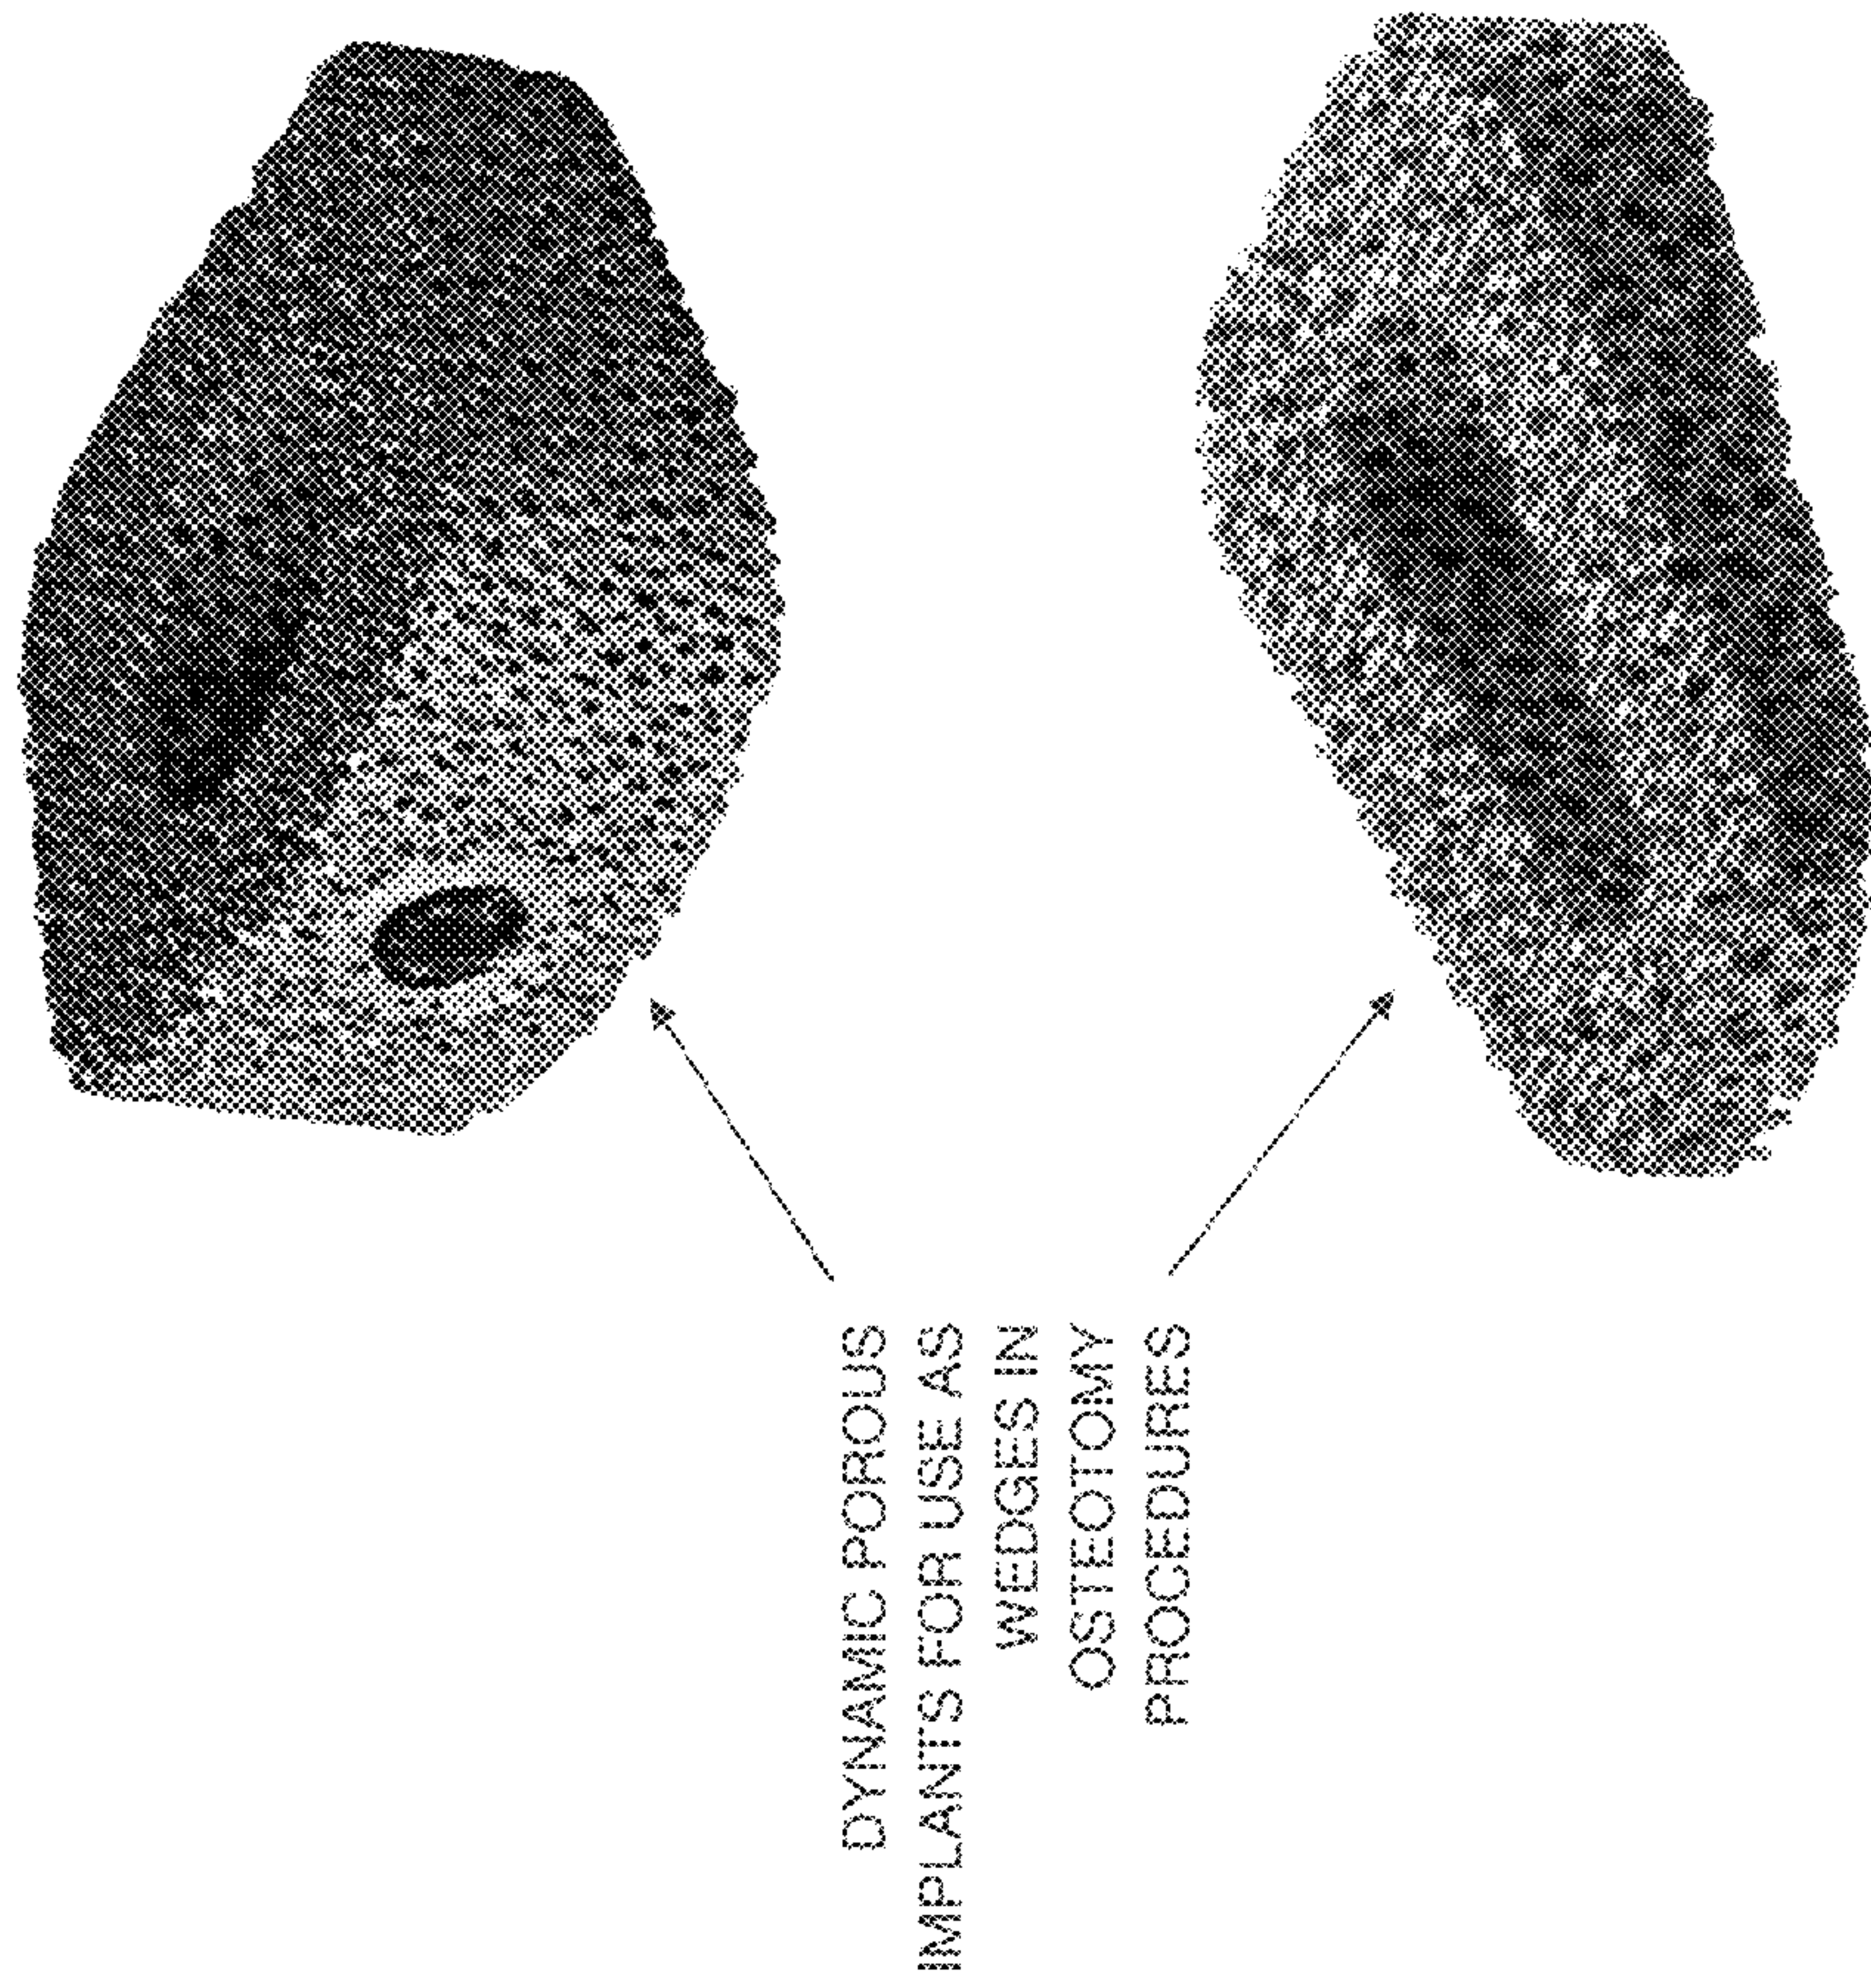 DYNAMIC POROUS
IMPLANTS FOR USE AS
WEDGES IN
OSTEOTOMY
PROCEDURES